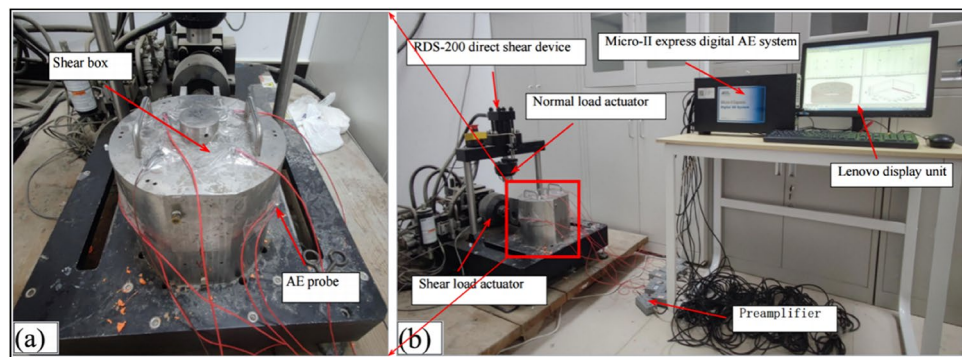 Shear box
AE probe
(a)
RDS-200 direct shear device
Micro-II express digital AE system
Normal load actuator
Lenovo display unit
Shear load actuator
Preamplifier
(b)